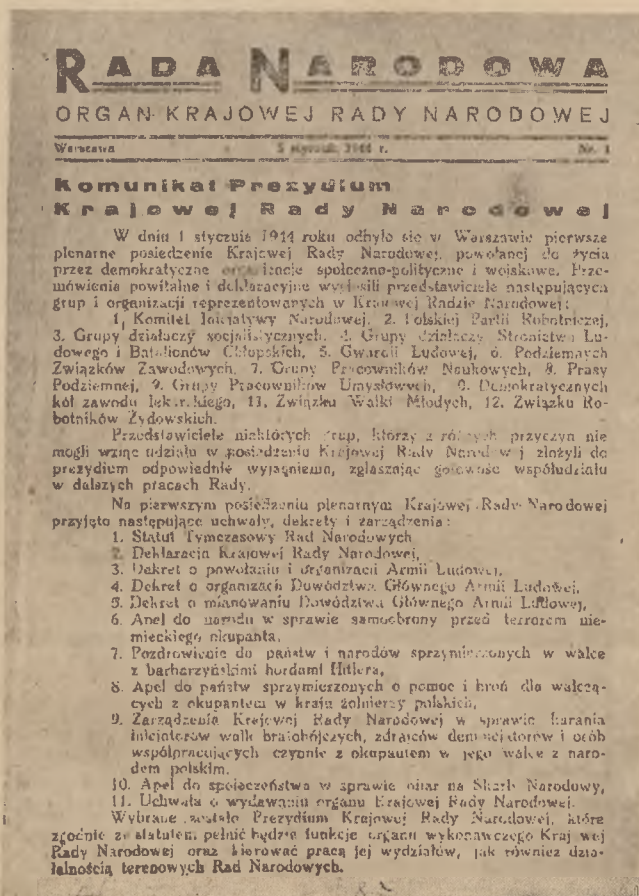 RADA NARODOWA
ORGAN KRAJOWEJ RADY NARODOWEJ
Warszawa 5 1944 r. Nr. 1
Komunikat Prezydium
Krajowej Rady Narodowej
W dniu 1 stycznia 1944 roku odbyło się w Warszawie pierwsze
plenarne posiedzenie Krajowej Rady Narodowej, powołanej do życia
przez demokratyczne organizacje społeczno-polityczne i wojskowe. Prze-
mówienia powitalne i deklaracyjne wygłosili przedstawiciele następujących
grup i organizacji reprezentowanych w Krajowej Radzie Narodowej:
1, Komitet Inicjatywy Narodowej, 2. Polskiej Partii Robotniczej,
3. Grupy działaczy socjalistycznych, 4. Grupy działaczy Stronictwa Lu-
dowego i Batalionów Chłopskich, 5. Gwardii Ludowej, 6. Podziemnych
Związków Zawodowych, 7. Grupy Pracowników Naukowych, 8. Prasy
Podziemnej, 9. Grupy Pracowników Umysłowych, 0. Demokratycznych
kół zawodu lekarskiego, 11. Związku Walki Młodych, 12. Związku Ro-
botników Żydowskich.
Przedstawiciele niektórych grup, którzy z różnych przyczyn nie
mogli wziąć udziału w posiedzeniu Krajowej Rady Narodowej złożyli do
prezydium odpowiednie wyjaśnienia, zgłaszając gotowość współudziału
w dalszych pracach Rady.
Na pierwszym posiedzeniu plenarnym Krajowej Rady Narodowej
przyjęto następujące uchwały, dekrety i zarządzenia:
1. Statut Tymczasowy Rad Narodowych
2. Deklaracja Krajowej Rady Narodowej,
3. Dekret o powołaniu i organizacji Armii Ludowej,
4. Dekret o organizach Dowództwa Głównego Armii Ludowej,
5. Dekret o mianowaniu Dowództwa Głównego Armii Ludowej,
6. Apel do narodu w sprawie samoobrony przed terrorem nie-
mieckiego okupanta,
7. Pozdrowienie do państw i narodów sprzymierzonych w walce
z barbarzyńskimi hordami Hitlera,
8. Apel do państw sprzymierzonych o pomoc i broń dla walczą-
cych z okupantem w kraju żołnierzy polskich,
9. Zarządzenia Krajowej Rady Narodowej w sprawie karania
inicjatorów walk bratobójczych, zdrajców denuncjatorów i osób
współpracujących czynnie z okupantem w jego walce z naro-
dem polskim.
10. Apel do społeczeństwa w sprawie ofiar na Skarb Narodowy,
11. Uchwała o wydawaniu organu Krajowej Rady Narodowej.
Wybrane zostało Prezydium Krajowej Rady Narodowej, które
zgodnie ze statutem pełnić będzie funkcje organu wykonawczego Krajowej
Rady Narodowej oraz kierować pracą jej wydziałów, jak również dzia-
łalnością terenowych Rad Narodowych.